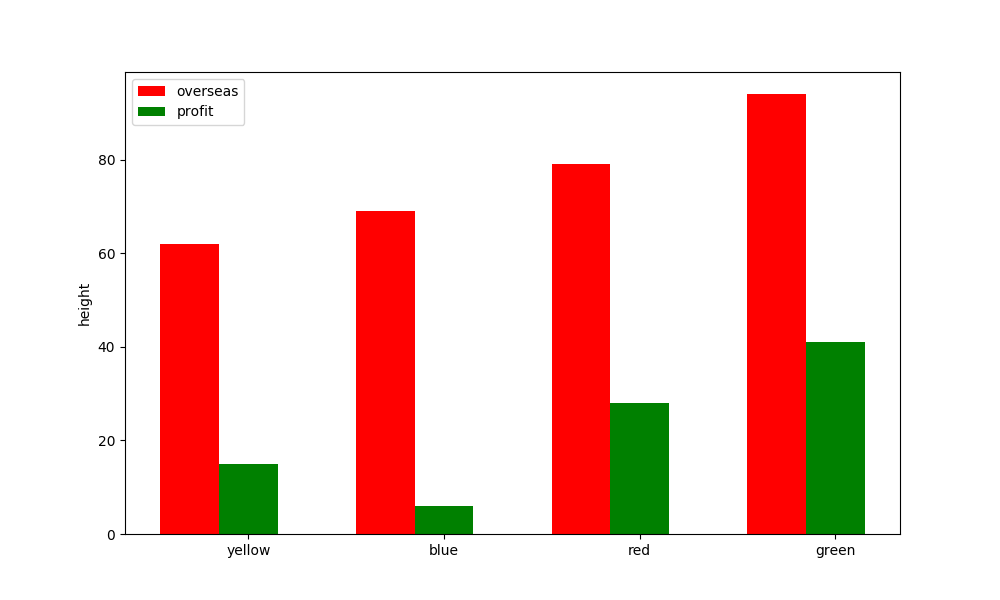 overseas
profit
height
80
60
40
20
0
yellow
blue
red
green